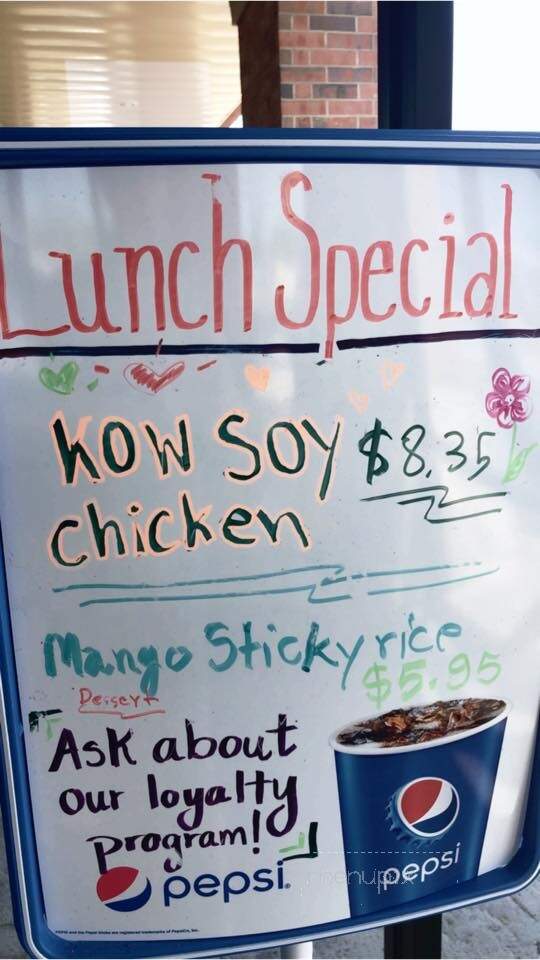 Lunch Special
Kow Soy $8.35
chicken
Mango Sticky rice
$5.95
Dessert
Ask about
our loyalty
program!
pepsi
pepsi
menupix